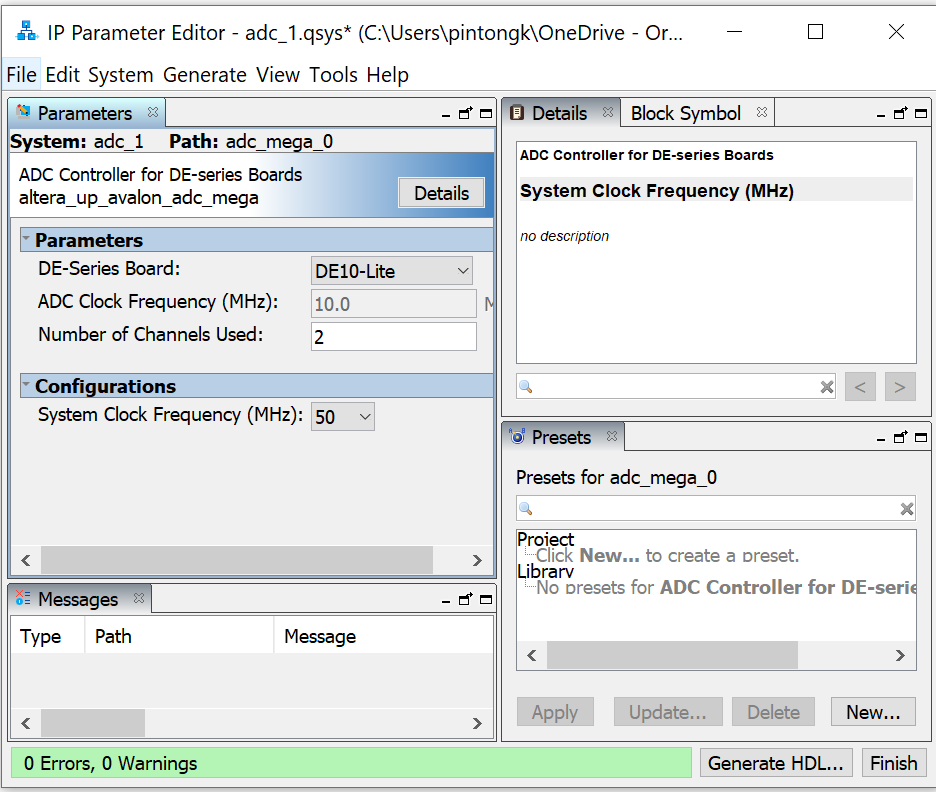 IP Parameter Editor - adc_1.qsys* (C:\Users\pintongk\OneDrive - Or...
File Edit System Generate View Tools Help
Parameters
System: adc_1 Path: adc_mega_0
ADC Controller for DE-series Boards
altera_up_avalon_adc_mega
Details
Parameters
DE-Series Board: DE10-Lite
ADC Clock Frequency (MHz): 10.0
Number of Channels Used: 2
Configurations
System Clock Frequency (MHz): 50
Messages
Type Path Message
Details Block Symbol
ADC Controller for DE-series Boards
System Clock Frequency (MHz)
no description
< >
Presets
Presets for adc_mega_0
Project
Click New... to create a preset.
Library
No presets for ADC Controller for DE-serie
Apply Update... Delete New...
0 Errors, 0 Warnings
Generate HDL... Finish